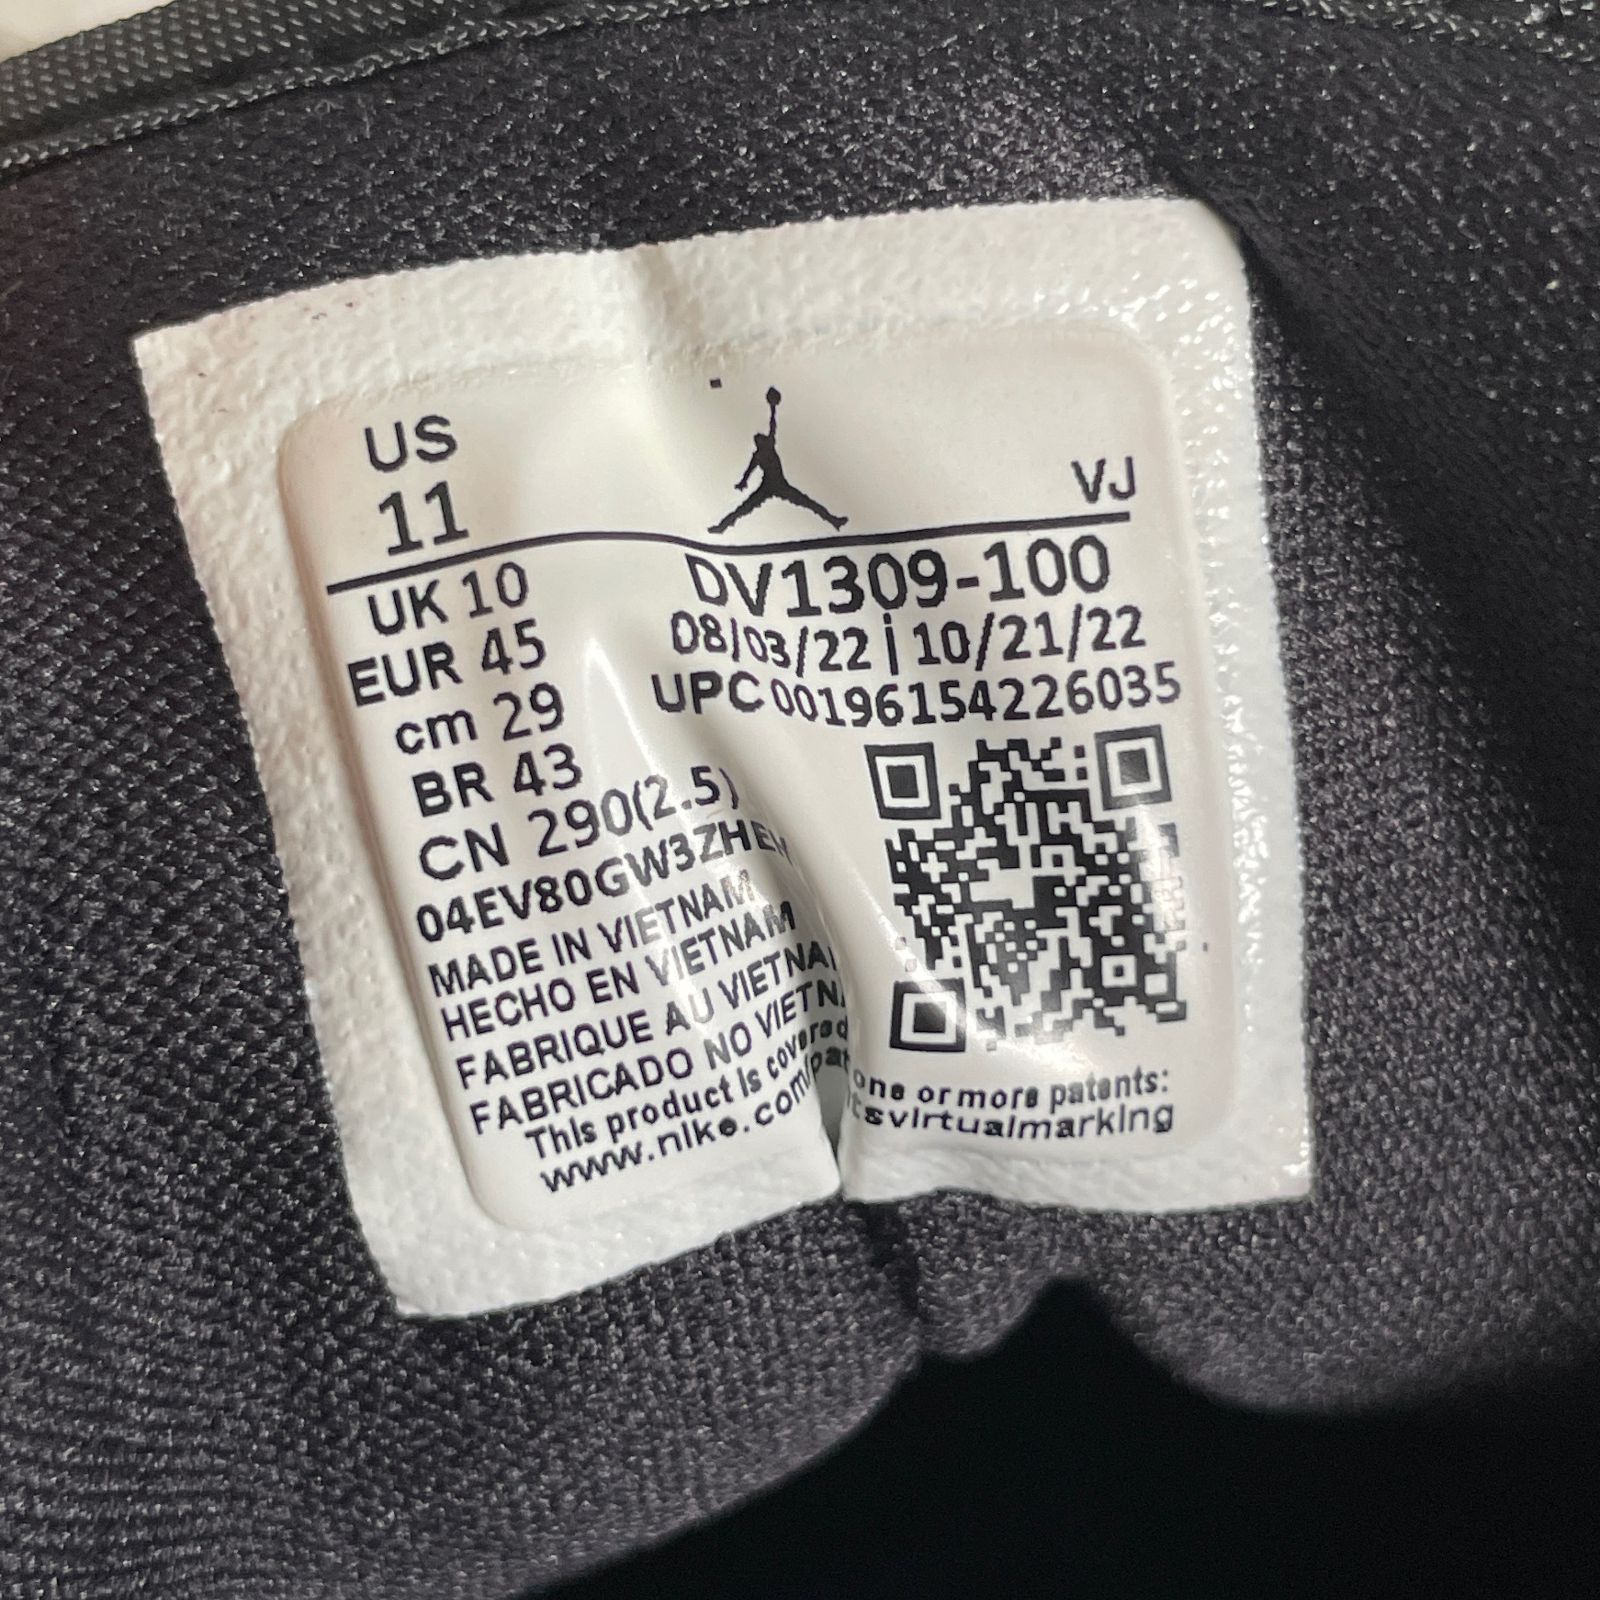 US
11
VJ
UK 10
EUR 45
cm 29
BR 43
CN 290(2.5)
DV1309-100
08/03/22 | 10/21/22
UPC 00196154226035
04EV80GW3ZHEH
MADE IN VIETNAM
HECHO EN VIETNAM
FABRIQUE AU VIETNAM
FABRICADO NO VIETNA
This product is covered one or more patents:
www.nike.com/patentsvirtualmarking